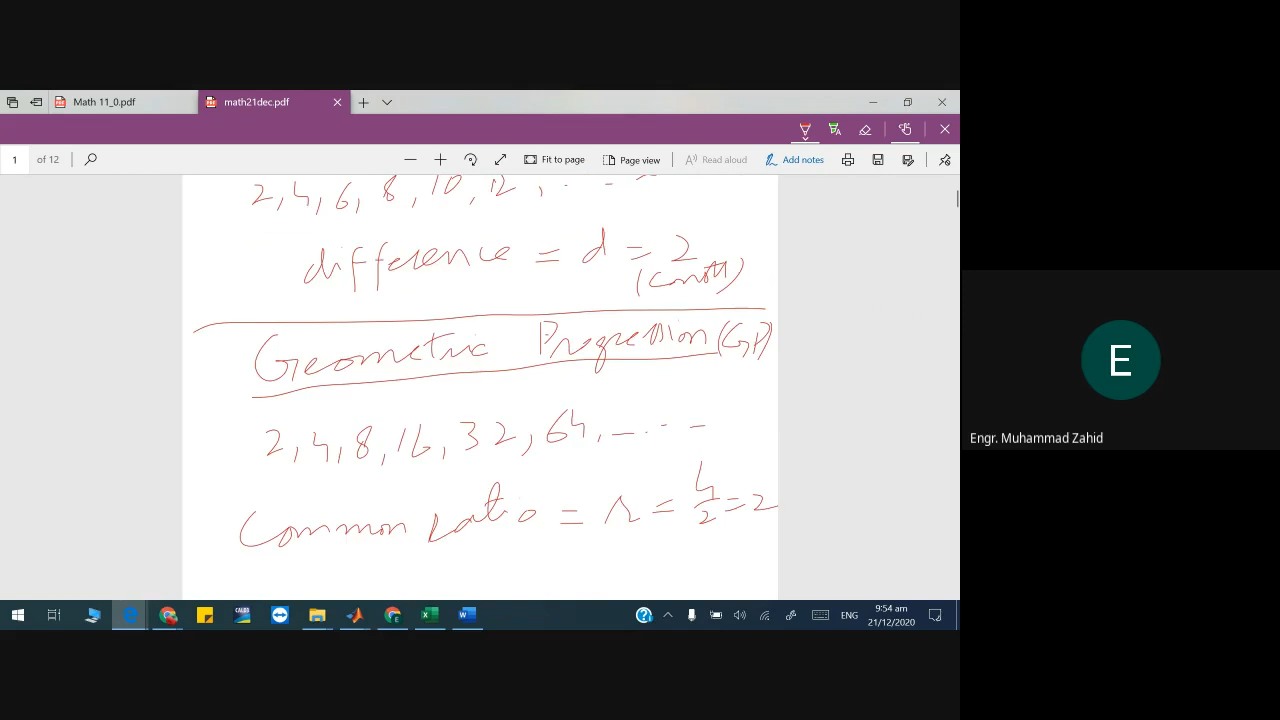 Math 11_0.pdf
math21dec.pdf
1 of 12
Fit to page
Page view
Read aloud
Add notes
2, 4, 6, 8, 10, 12, ....
difference = d = 2
Geometric Progression (GP)
2, 4, 8, 16, 32, 64, ....
Common ratio = r = 4/2 = 2
E
Engr. Muhammad Zahid
CALCS
ENG
9:54 am
21/12/2020